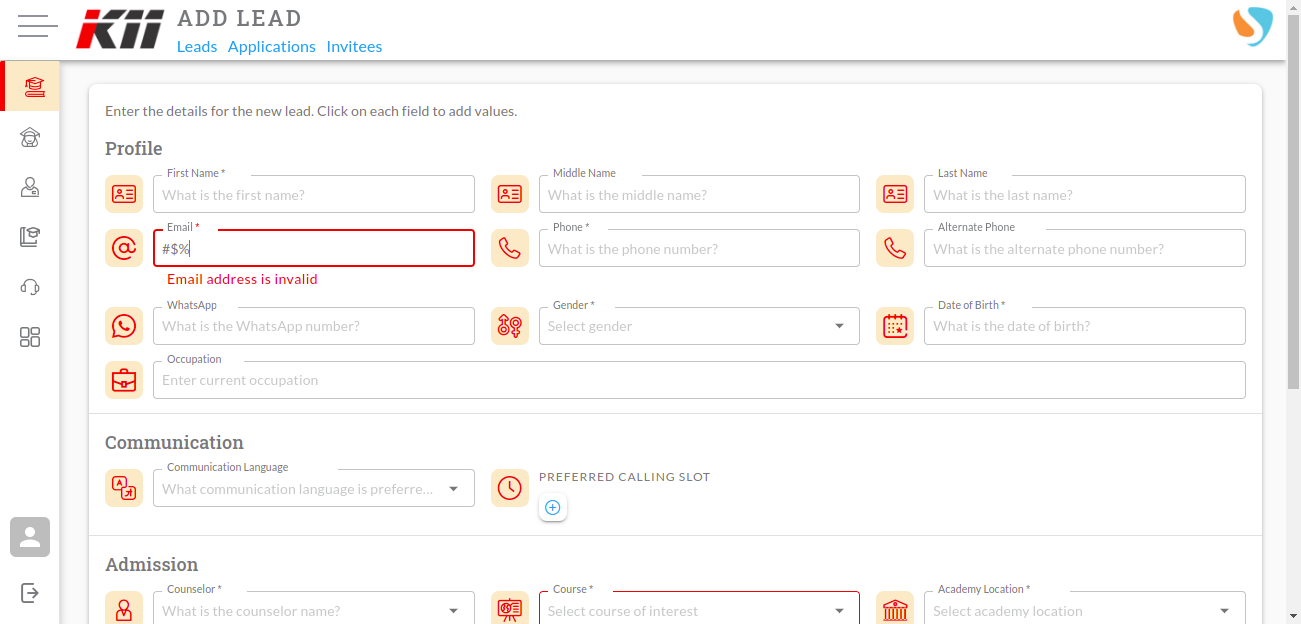 KII
ADD LEAD
Leads Applications Invitees
Enter the details for the new lead. Click on each field to add values.
Profile
First Name * Middle Name Last Name
What is the first name? What is the middle name? What is the last name?
Email * Phone * Alternate Phone
#$% What is the phone number? What is the alternate phone number?
Email address is invalid
WhatsApp Gender * Date of Birth *
What is the WhatsApp number? Select gender What is the date of birth?
Occupation
Enter current occupation
Communication
Communication Language PREFERRED CALLING SLOT
What communication language is preferre...
Admission
Counselor * Course * Academy Location *
What is the counselor name? Select course of interest Select academy location